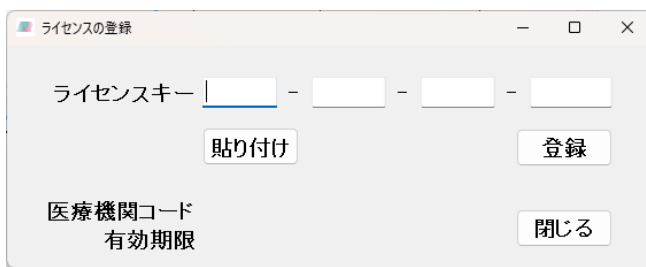 ライセンスの登録
ライセンスキー - - -
貼り付け 登録
医療機関コード
有効期限
閉じる